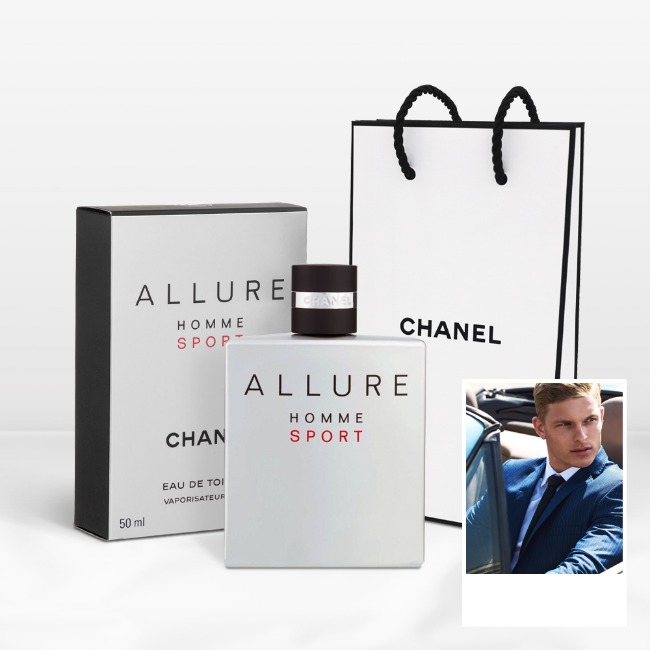 ALLURE
HOMME
SPORT
CHAN
EAU DE TOI
VAPORISATEUR
50 ml
CHANEL
ALLURE
HOMME
SPORT
CHANEL